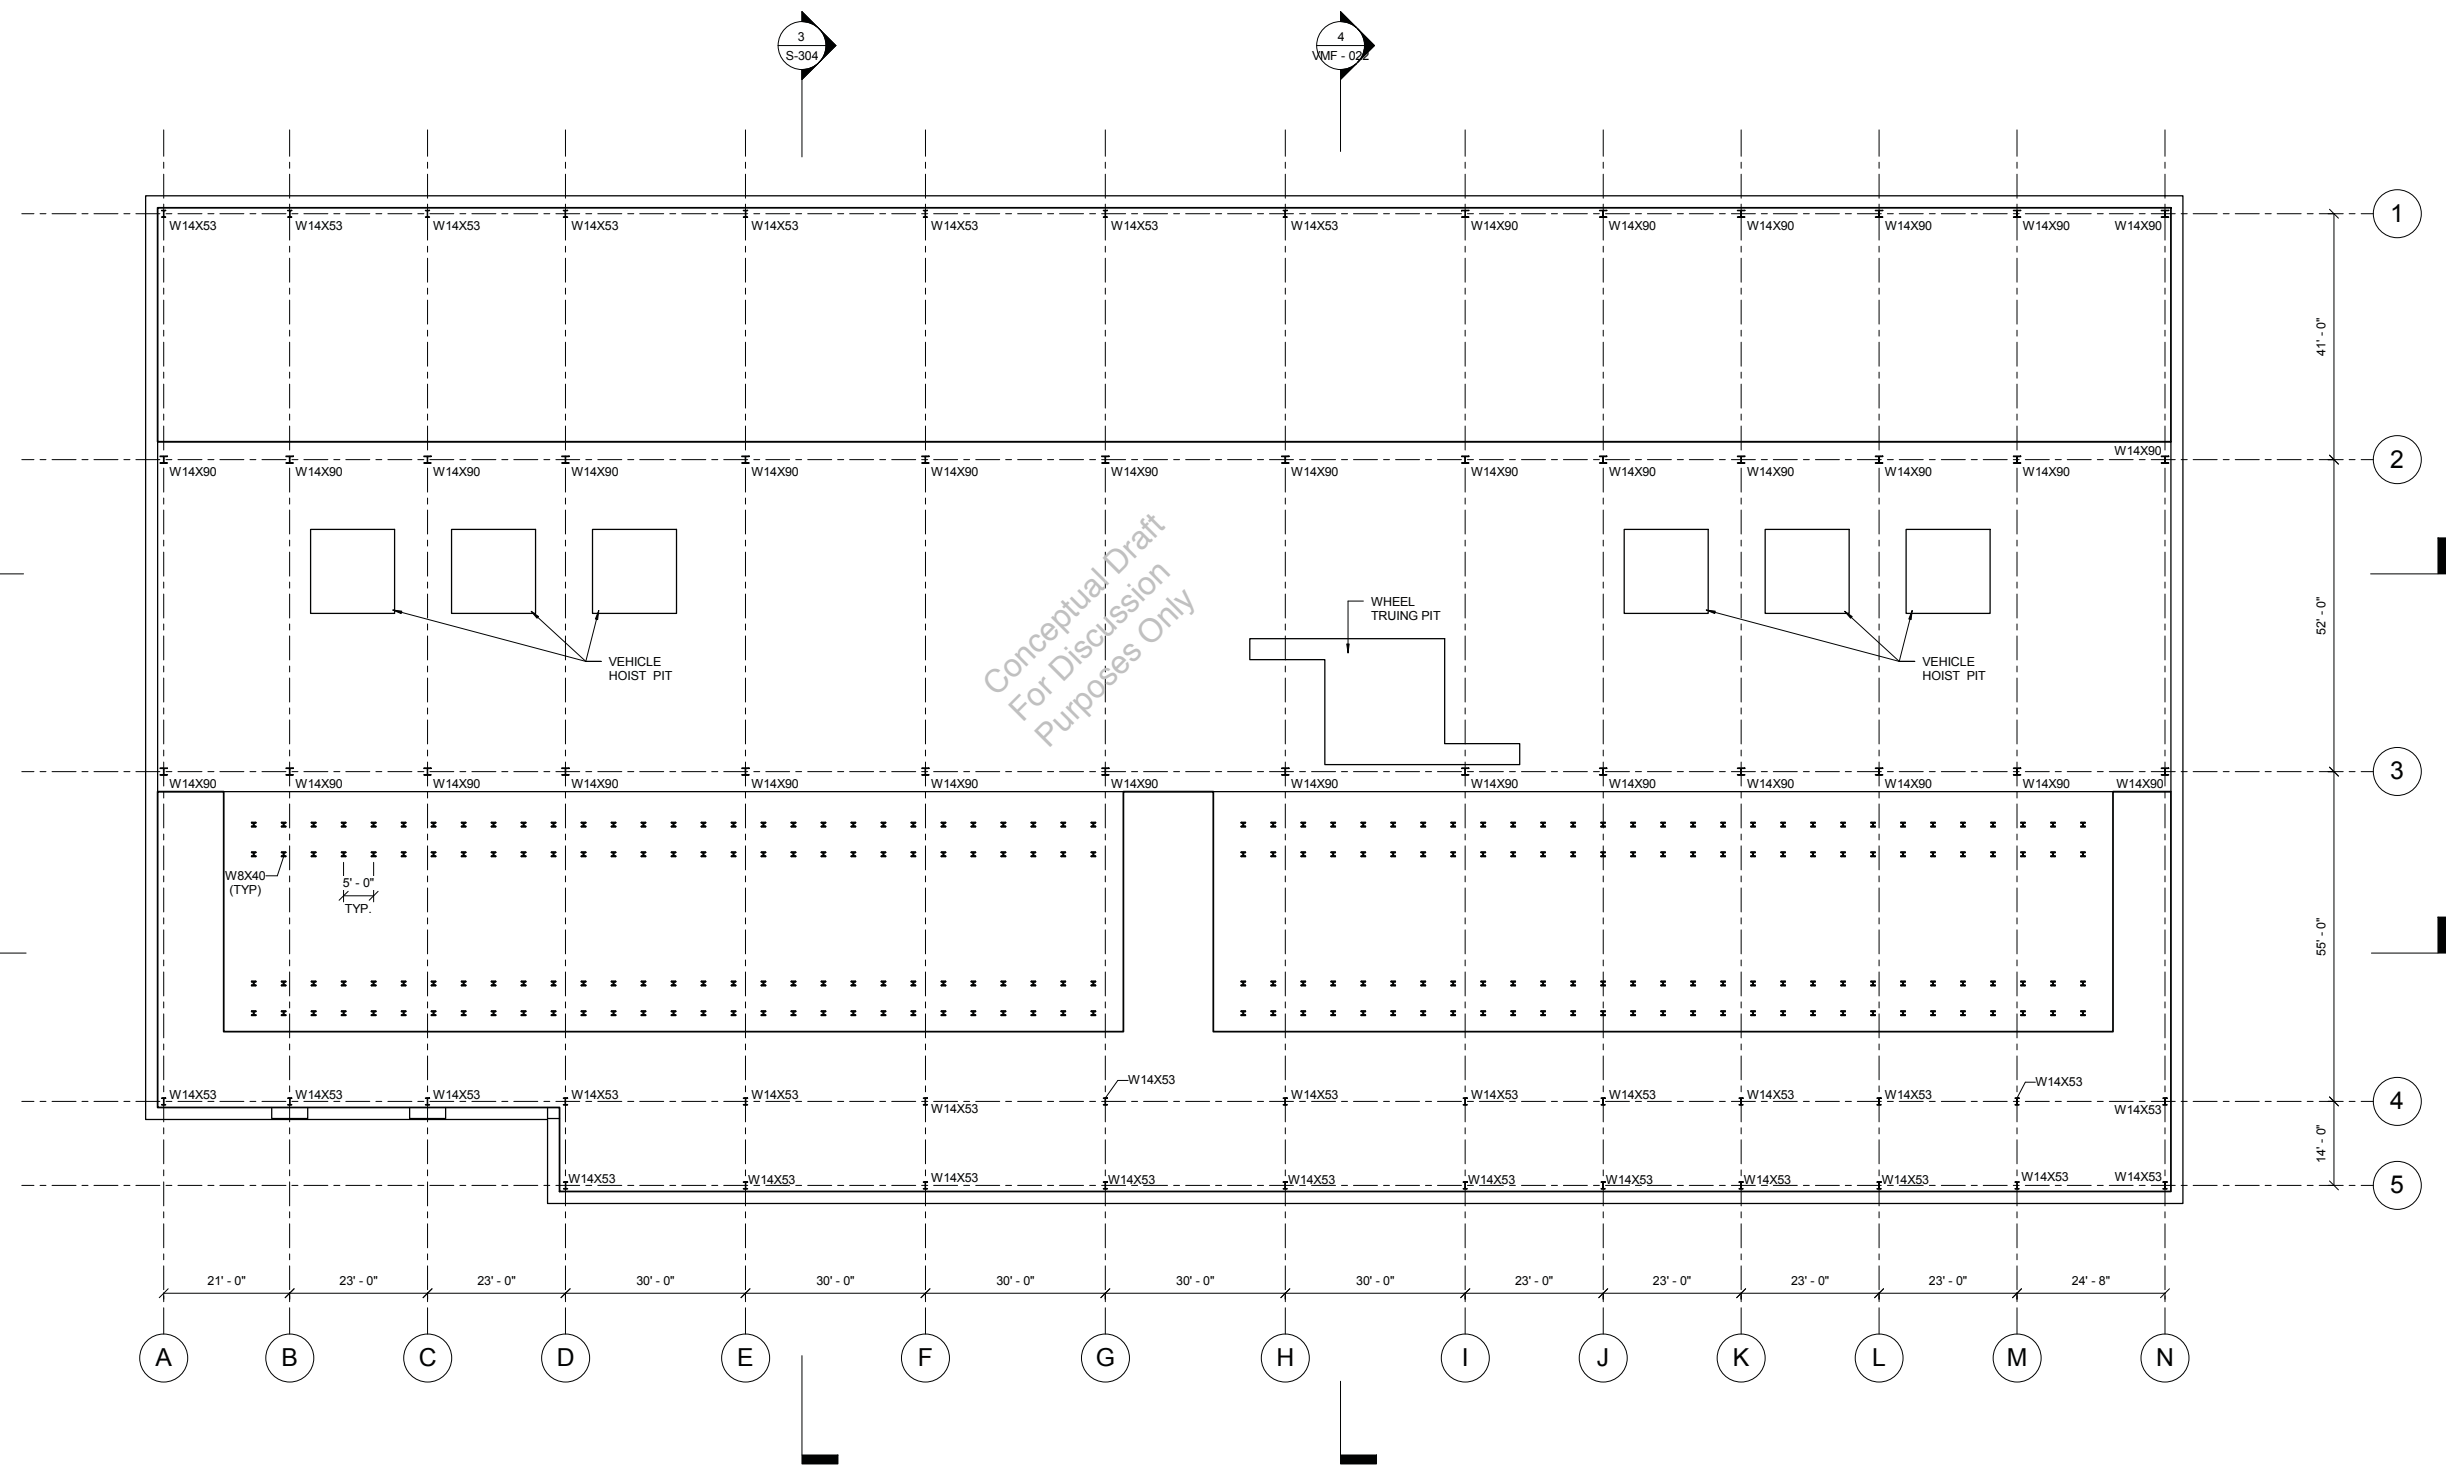 3
S-304
4
VMF - 022
W14X53 W14X53 W14X53 W14X53 W14X53 W14X53 W14X53 W14X53 W14X90 W14X90 W14X90 W14X90 W14X90 W14X90
1
41' - 0"
W14X90
2
W14X90 W14X90 W14X90 W14X90 W14X90 W14X90 W14X90 W14X90 W14X90 W14X90 W14X90 W14X90 W14X90
Conceptual Draft
For Discussion
Purposes Only
WHEEL
TRUING PIT
52' - 0"
VEHICLE
HOIST PIT
VEHICLE
HOIST PIT
3
W14X90 W14X90 W14X90 W14X90 W14X90 W14X90 W14X90 W14X90 W14X90 W14X90 W14X90 W14X90 W14X90 W14X90
W8X40
(TYP)
5' - 0"
TYP.
55' - 0"
W14X53
W14X53
W14X53 W14X53 W14X53 W14X53 W14X53 W14X53 W14X53 W14X53 W14X53 W14X53 W14X53 W14X53
4
14' - 0"
W14X53 W14X53 W14X53 W14X53 W14X53 W14X53 W14X53 W14X53 W14X53 W14X53 W14X53
5
21' - 0" 23' - 0" 23' - 0" 30' - 0" 30' - 0" 30' - 0" 30' - 0" 30' - 0" 23' - 0" 23' - 0" 23' - 0" 23' - 0" 24' - 8"
A B C D E F G H I J K L M N